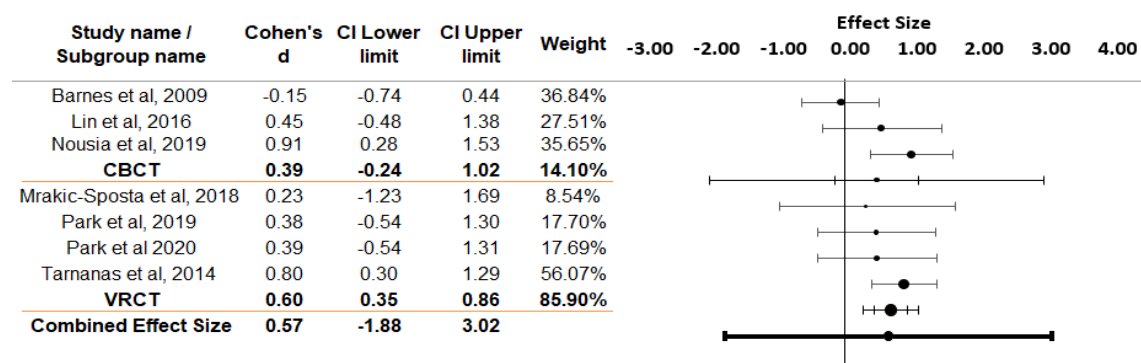 Study name / Subgroup name Cohen's d CI Lower limit CI Upper limit Weight
Effect Size
-3.00 -2.00 -1.00 0.00 1.00 2.00 3.00 4.00
Barnes et al, 2009 -0.15 -0.74 0.44 36.84%
Lin et al, 2016 0.45 -0.48 1.38 27.51%
Nousia et al, 2019 0.91 0.28 1.53 35.65%
CBCT 0.39 -0.24 1.02 14.10%
Mrakic-Sposta et al, 2018 0.23 -1.23 1.69 8.54%
Park et al, 2019 0.38 -0.54 1.30 17.70%
Park et al 2020 0.39 -0.54 1.31 17.69%
Tarnanas et al, 2014 0.80 0.30 1.29 56.07%
VRCT 0.60 0.35 0.86 85.90%
Combined Effect Size 0.57 -1.88 3.02